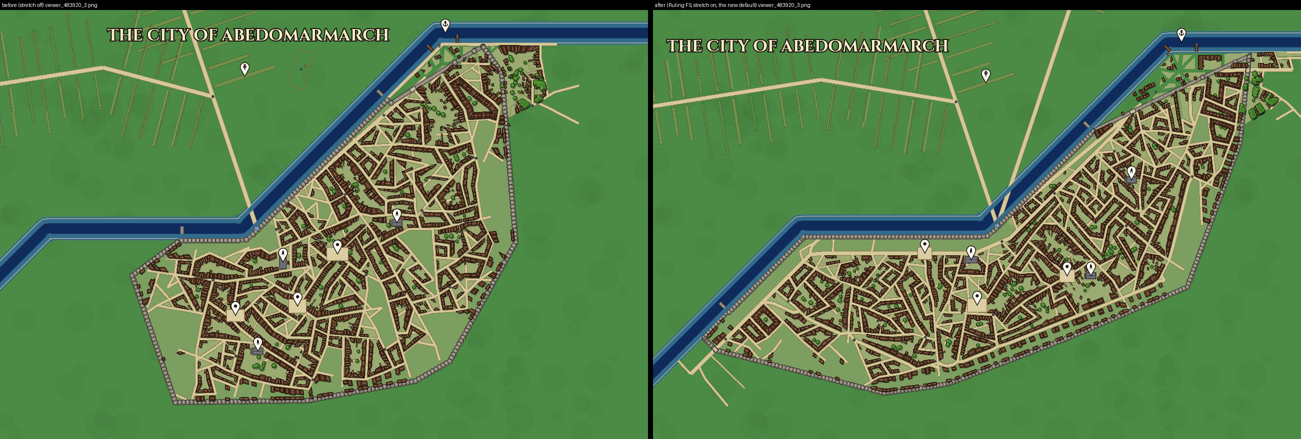 before (stretch off) viewer_483920_3.png
after (Ruling FS, stretch on, the new default) viewer_483920_3.png
THE CITY OF ABEDOMARMARCH
THE CITY OF ABEDOMARMARCH